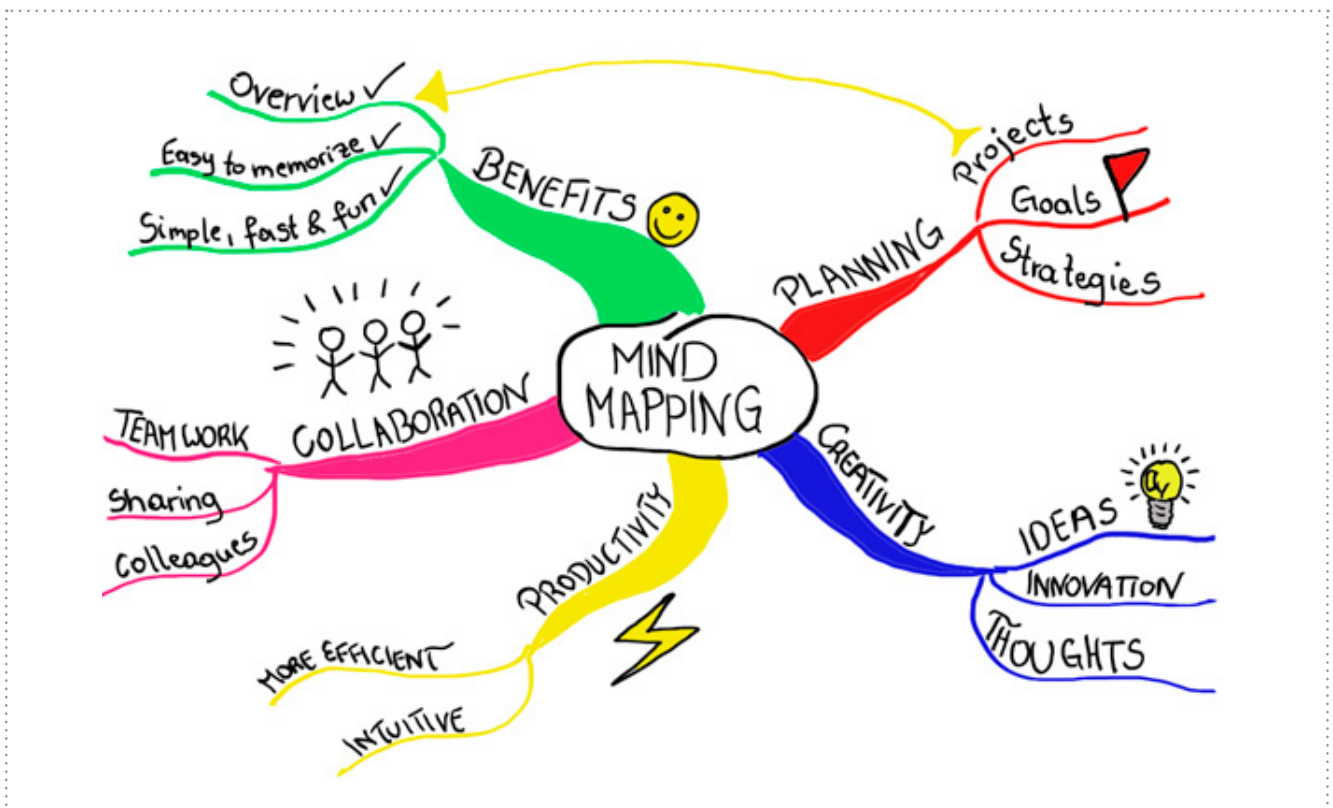 MIND
MAPPING
BENEFITS
Overview
Easy to memorize
Simple, fast & fun
PLANNING
Projects
Goals
Strategies
CREATIVITY
IDEAS
INNOVATION
THOUGHTS
PRODUCTIVITY
MORE EFFICIENT
INTUITIVE
COLLABORATION
TEAMWORK
Sharing
Colleagues